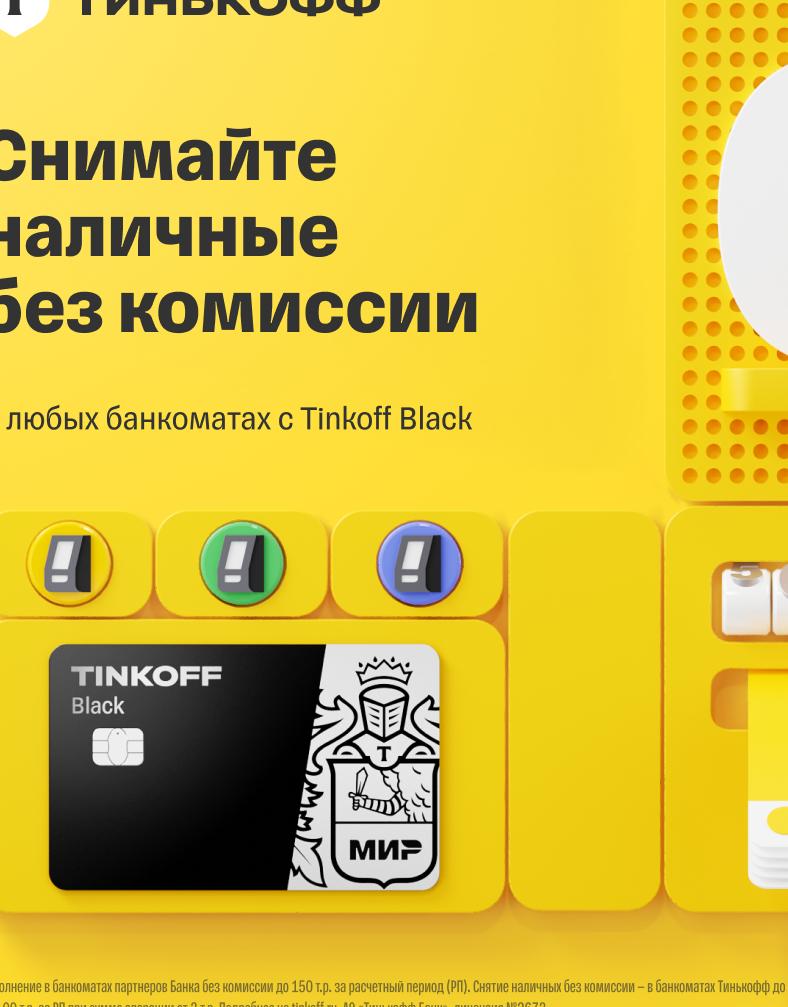 ТИНЬКОФФ
Снимайте
наличные
без комиссии
любых банкоматах с Tinkoff Black
TINKOFF
Black
T
МИР
в банкоматах партнеров Банка без комиссии до 150 т.р. за расчетный период (РП). Снятие наличных без комиссии – в банкоматах Тинькофф до